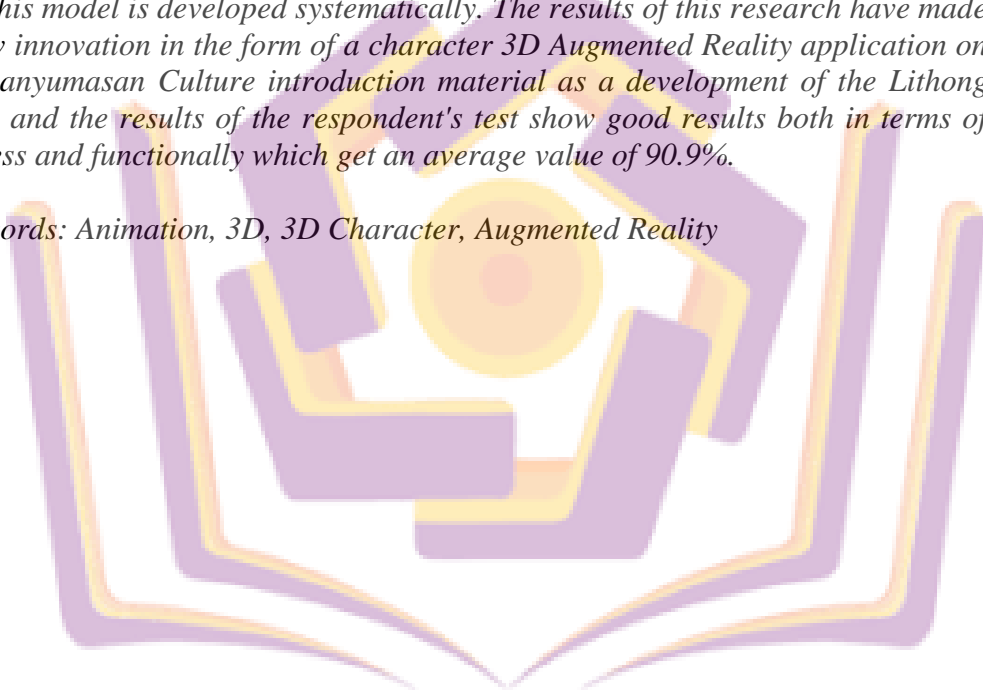 his model is developed systematically. The results of this research have made
innovation in the form of a character 3D Augmented Reality application on
anyumasan Culture introduction material as a development of the Lithong
and the results of the respondent's test show good results both in terms of
ess and functionally which get an average value of 90.9%.
ords: Animation, 3D, 3D Character, Augmented Reality